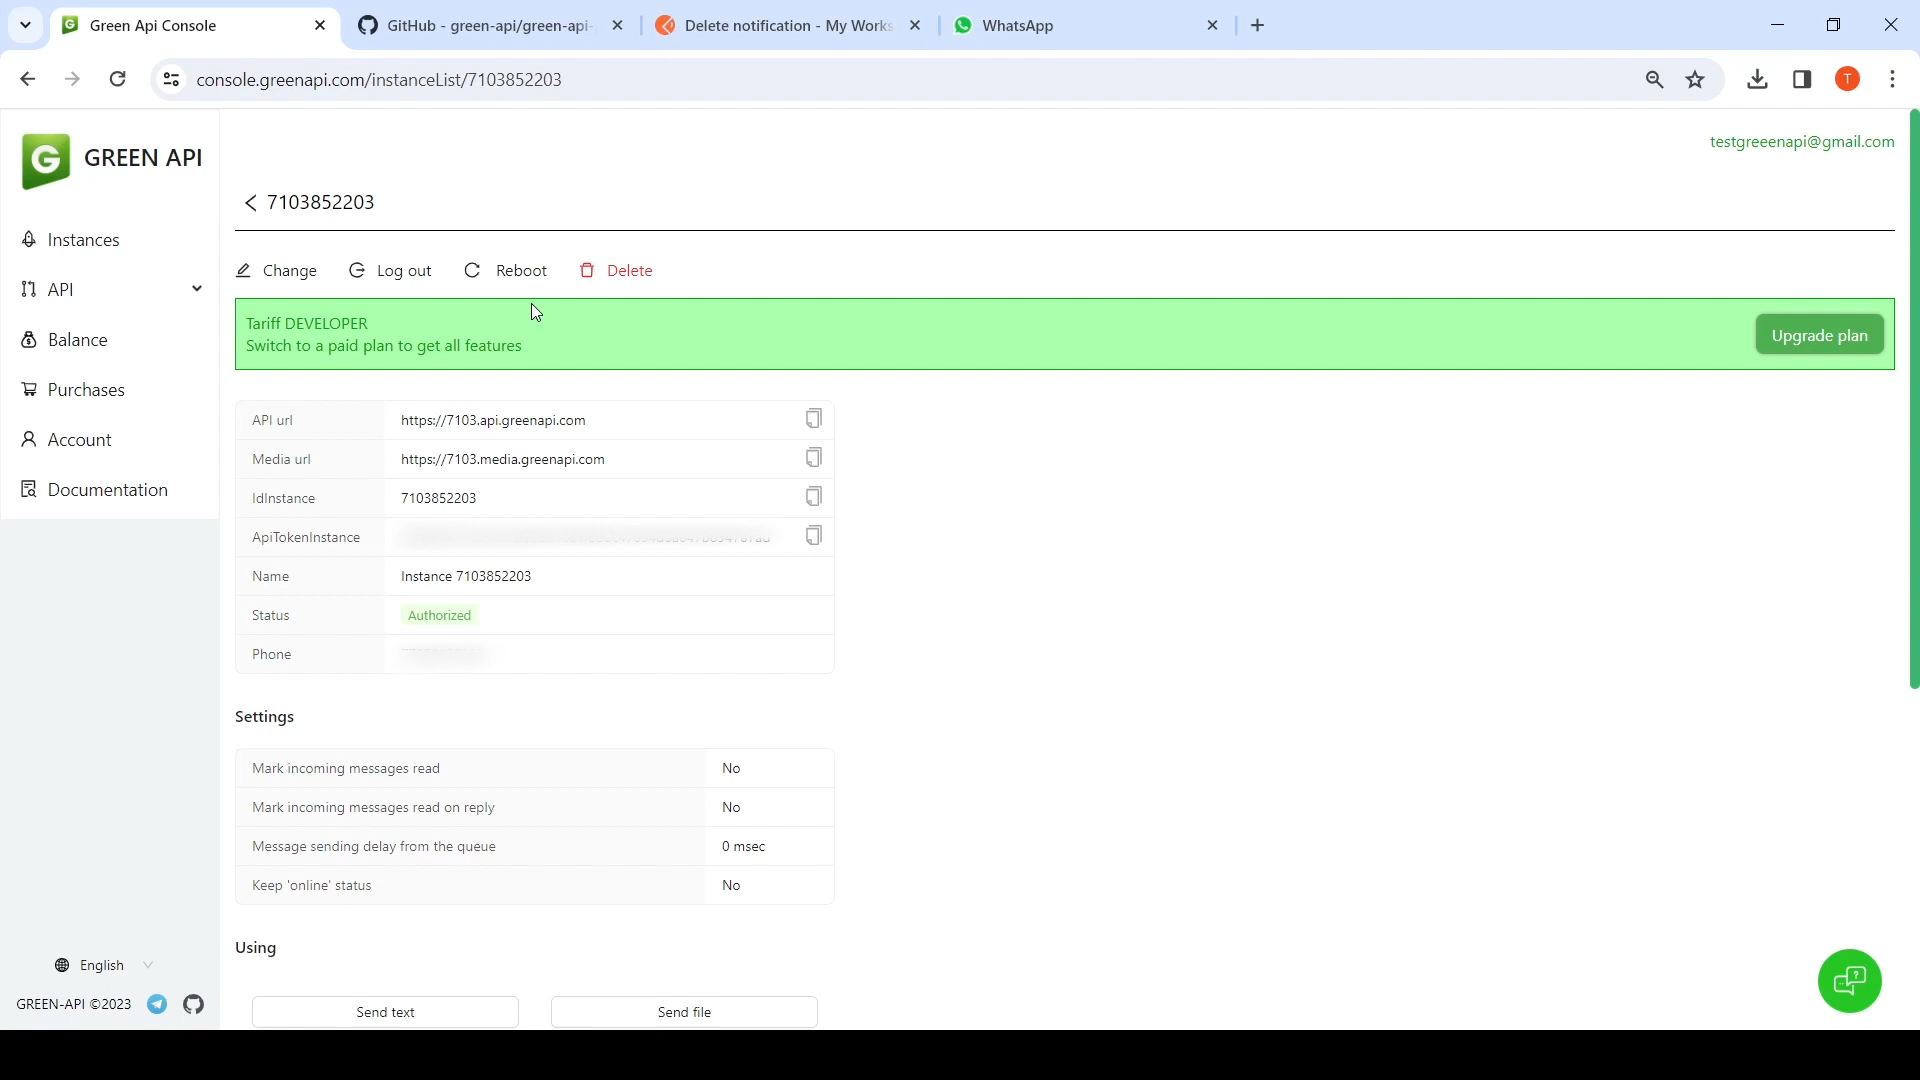 Green Api Console
GitHub - green-api/green-api-
Delete notification - My Works
WhatsApp
console.greenapi.com/instanceList/7103852203
T
G GREEN API
testgreeenapi@gmail.com
7103852203
Instances
API
Balance
Purchases
Account
Documentation
Change Log out Reboot Delete
Tariff DEVELOPER
Switch to a paid plan to get all features
Upgrade plan
API url https://7103.api.greenapi.com
Media url https://7103.media.greenapi.com
IdInstance 7103852203
ApiTokenInstance
Name Instance 7103852203
Status Authorized
Phone
Settings
Mark incoming messages read No
Mark incoming messages read on reply No
Message sending delay from the queue 0 msec
Keep 'online' status No
Using
Send text Send file
English
GREEN-API ©2023